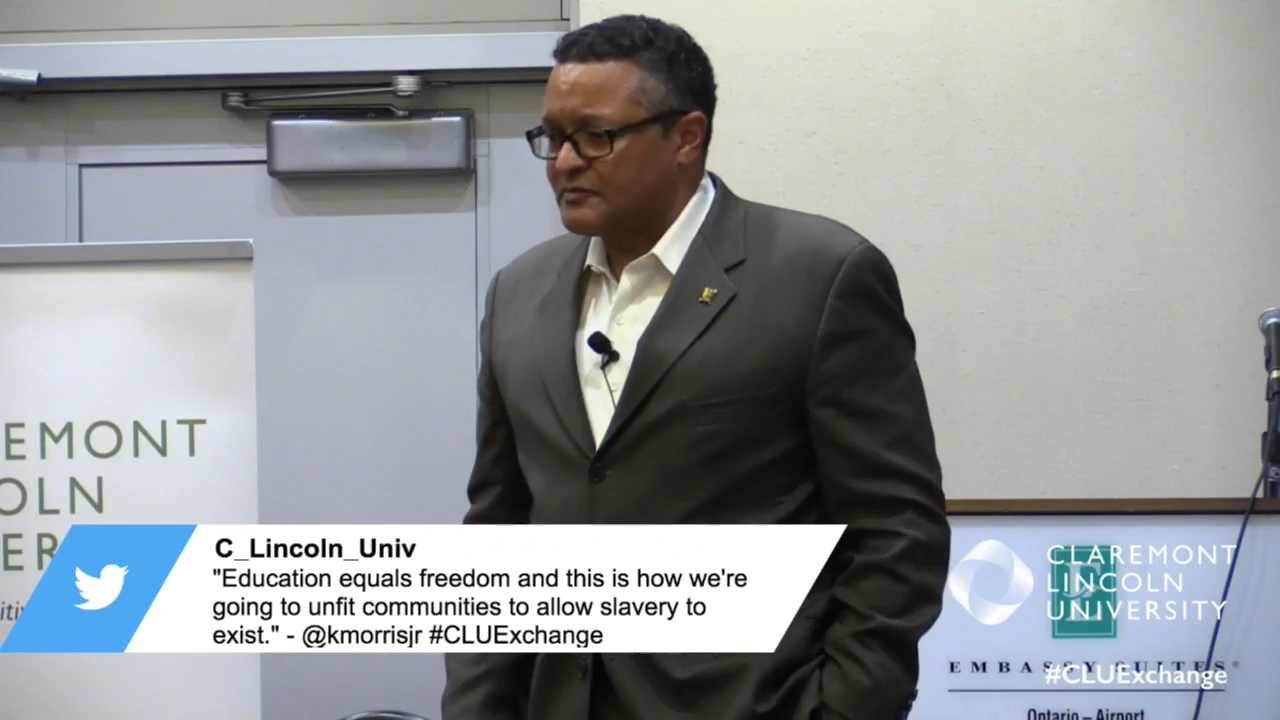 EMONT
OLN
ER
iti
C_Lincoln_Univ
"Education equals freedom and this is how we're
going to unfit communities to allow slavery to
exist." - @kmorrisjr #CLUExchange
CLAREMONT
LINCOLN
UNIVERSITY
E
EMBASSY SUITES®
#CLUExchange
Ontario – Airport